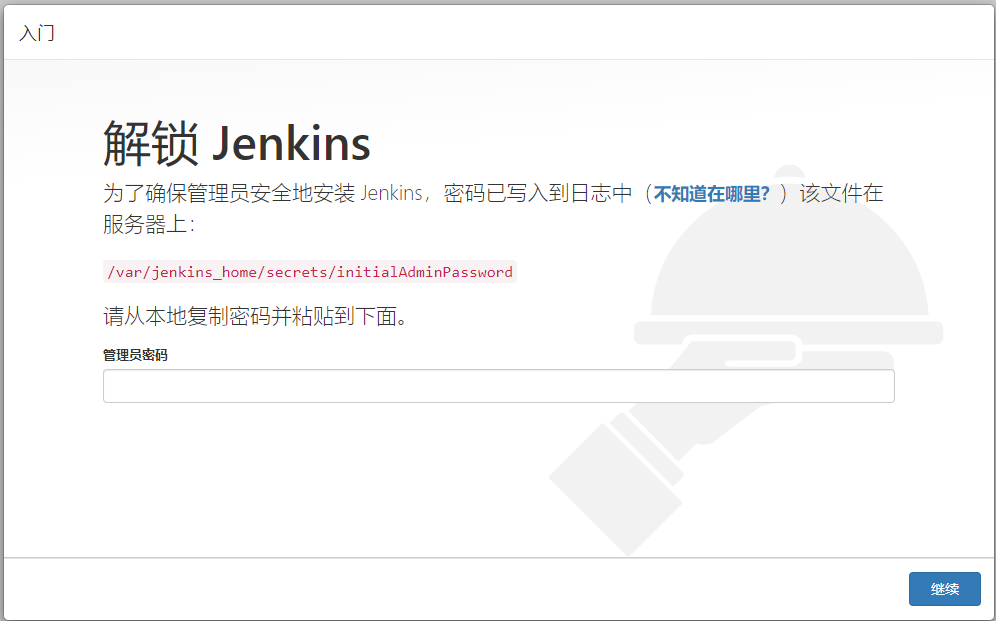 入门
解锁 Jenkins
为了确保管理员安全地安装 Jenkins，密码已写入到日志中（不知道在哪里？）该文件在
服务器上：
/var/jenkins_home/secrets/initialAdminPassword
请从本地复制密码并粘贴到下面。
管理员密码
继续